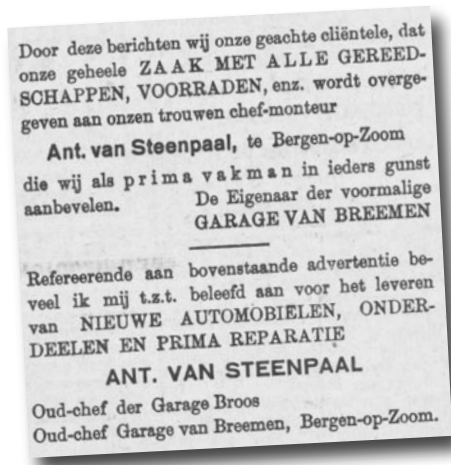 Door deze berichten wij onze geachte cliëntele, dat
onze geheele ZAAK MET ALLE GEREED-
SCHAPPEN, VOORRADEN, enz. wordt overge-
geven aan onzen trouwen chef-monteur
Ant. van Steenpaal, te Bergen-op-Zoom
die wij als prima vakman in ieders gunst
aanbevelen. De Eigenaar der voormalige
GARAGE VAN BREEMEN
Refereerende aan bovenstaande advertentie be-
veel ik mij t.z.t. beleefd aan voor het leveren
van NIEUWE AUTOMOBIELEN, ONDER-
DEELEN EN PRIMA REPARATIE
ANT. VAN STEENPAAL
Oud-chef der Garage Broos
Oud-chef Garage van Breemen, Bergen-op-Zoom.